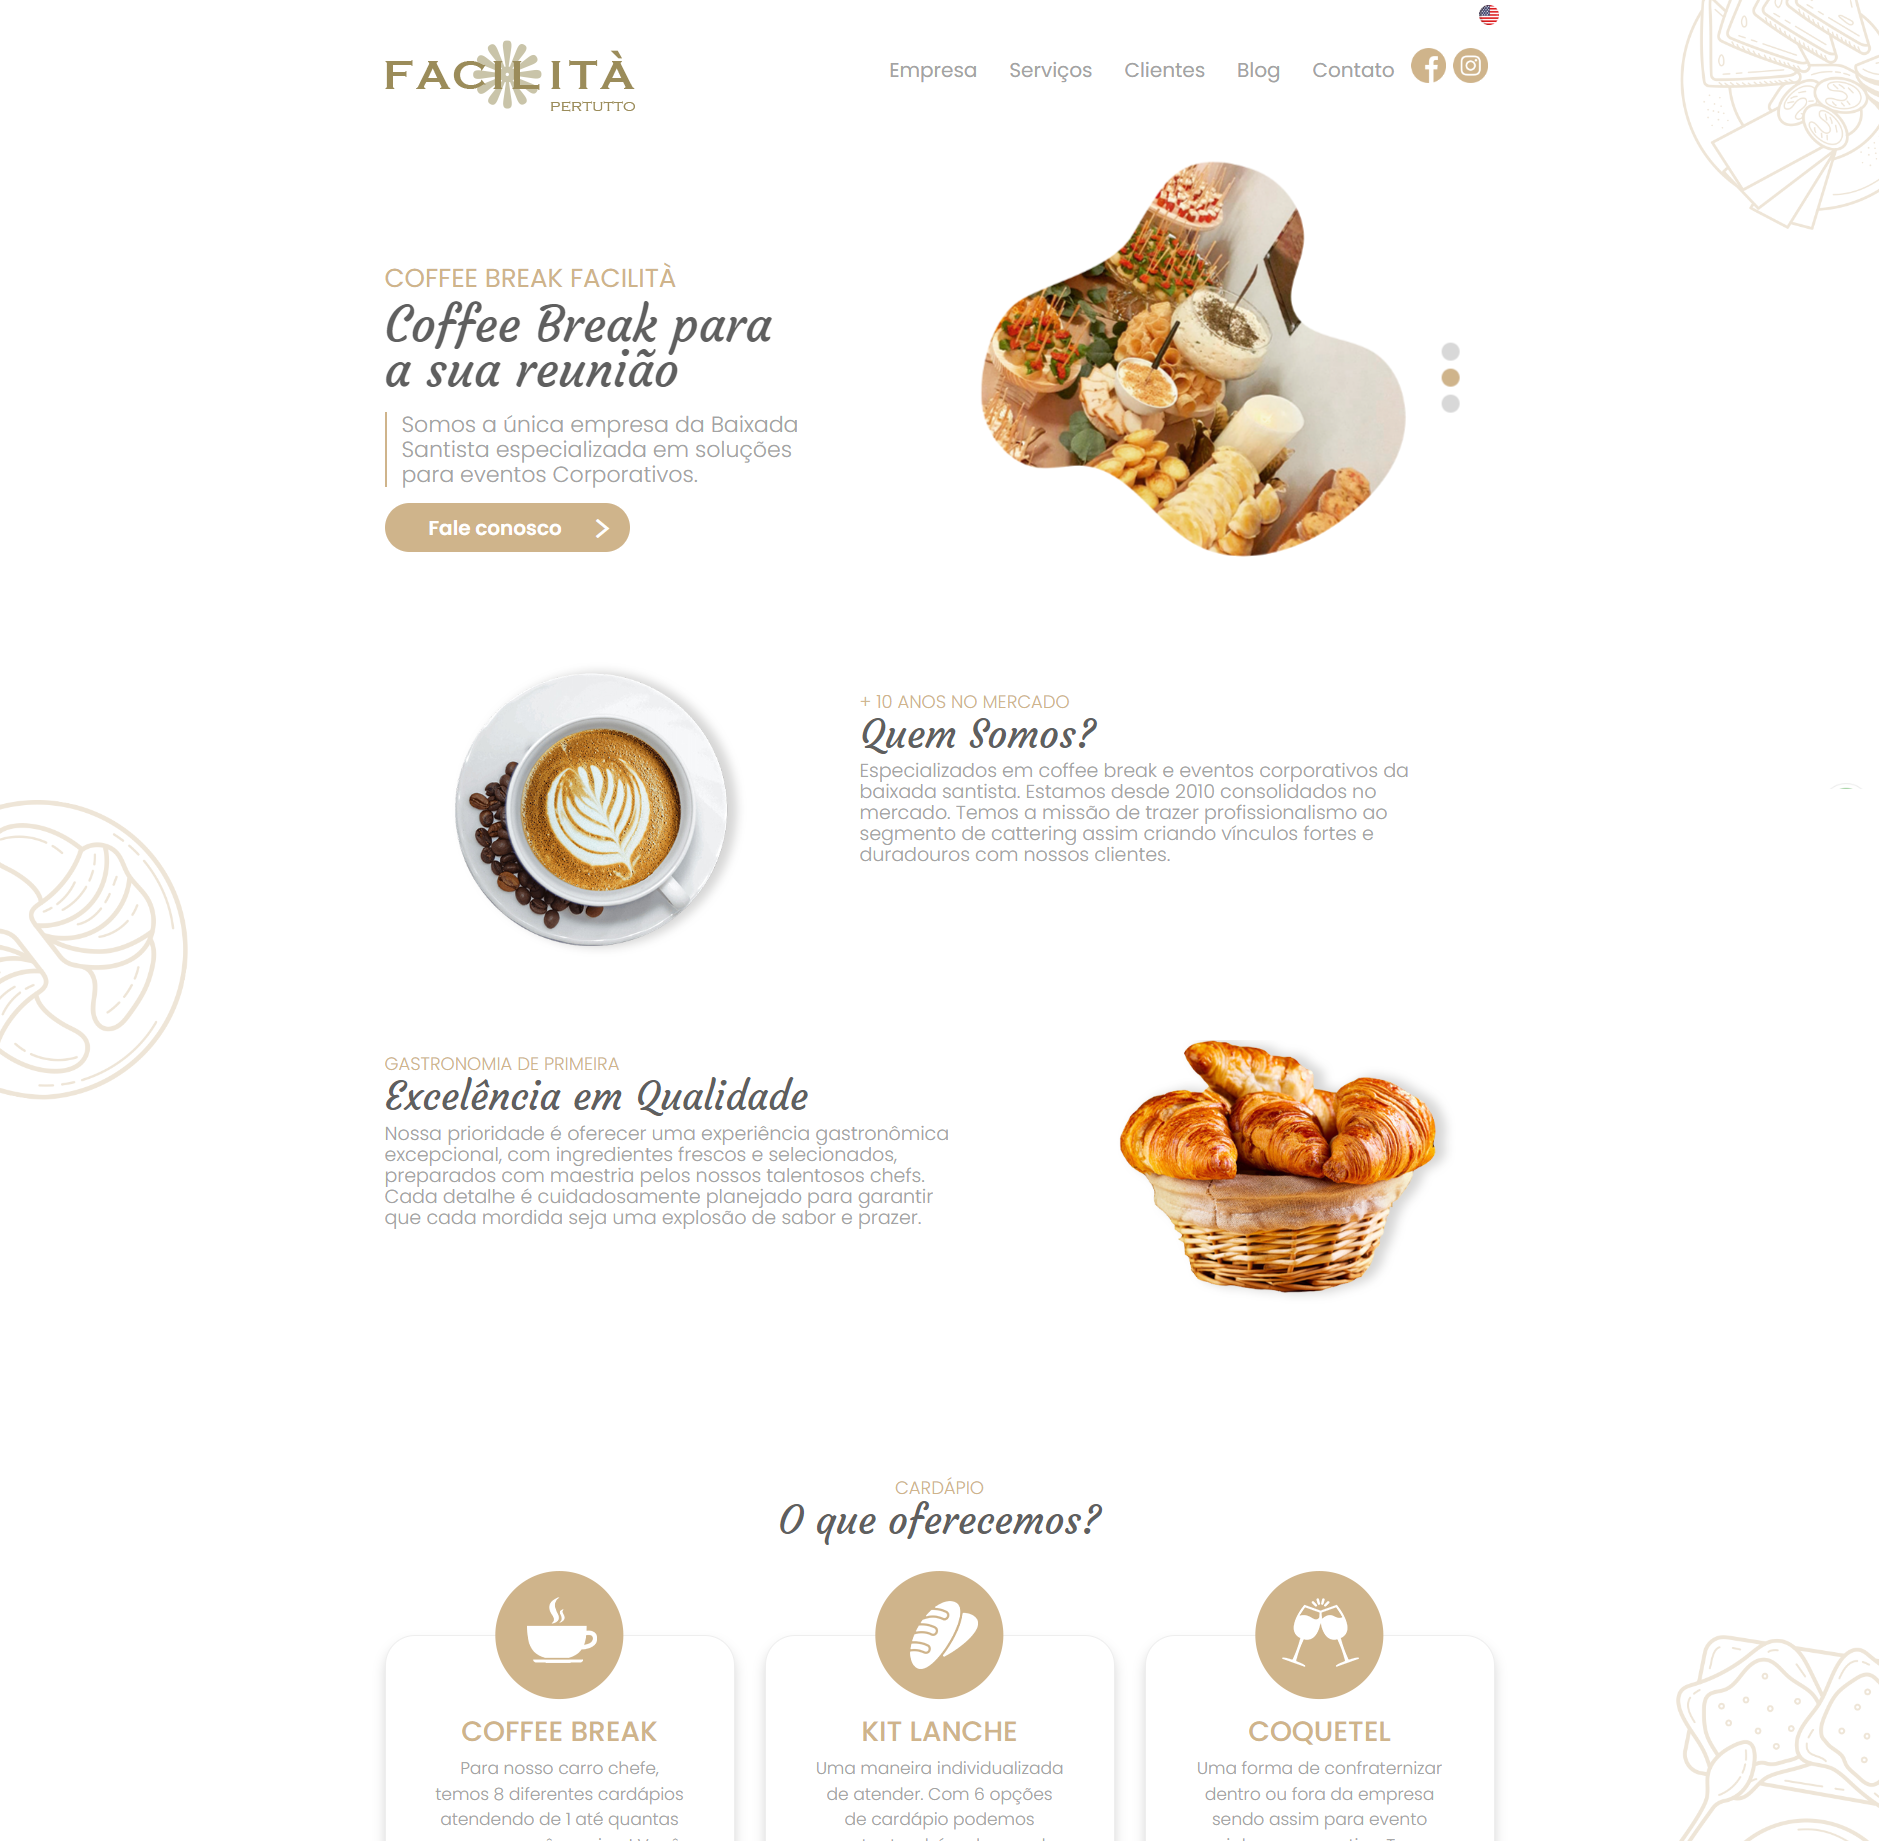 FACILITÀ
PERTUTTO
Empresa Serviços Clientes Blog Contato
COFFEE BREAK FACILITÀ
Coffee Break para
a sua reunião
Somos a única empresa da Baixada
Santista especializada em soluções
para eventos Corporativos.
Fale conosco
+ 10 ANOS NO MERCADO
Quem Somos?
Especializados em coffee break e eventos corporativos da
baixada santista. Estamos desde 2010 consolidados no
mercado. Temos a missão de trazer profissionalismo ao
segmento de cattering assim criando vínculos fortes e
duradouros com nossos clientes.
GASTRONOMIA DE PRIMEIRA
Excelência em Qualidade
Nossa prioridade é oferecer uma experiência gastronômica
excepcional, com ingredientes frescos e selecionados,
preparados com maestria pelos nossos talentosos chefs.
Cada detalhe é cuidadosamente planejado para garantir
que cada mordida seja uma explosão de sabor e prazer.
CARDÁPIO
O que oferecemos?
COFFEE BREAK
Para nosso carro chefe,
temos 8 diferentes cardápios
atendendo de 1 até quantas
KIT LANCHE
Uma maneira individualizada
de atender. Com 6 opções
de cardápio podemos
COQUETEL
Uma forma de confraternizar
dentro ou fora da empresa
sendo assim para evento